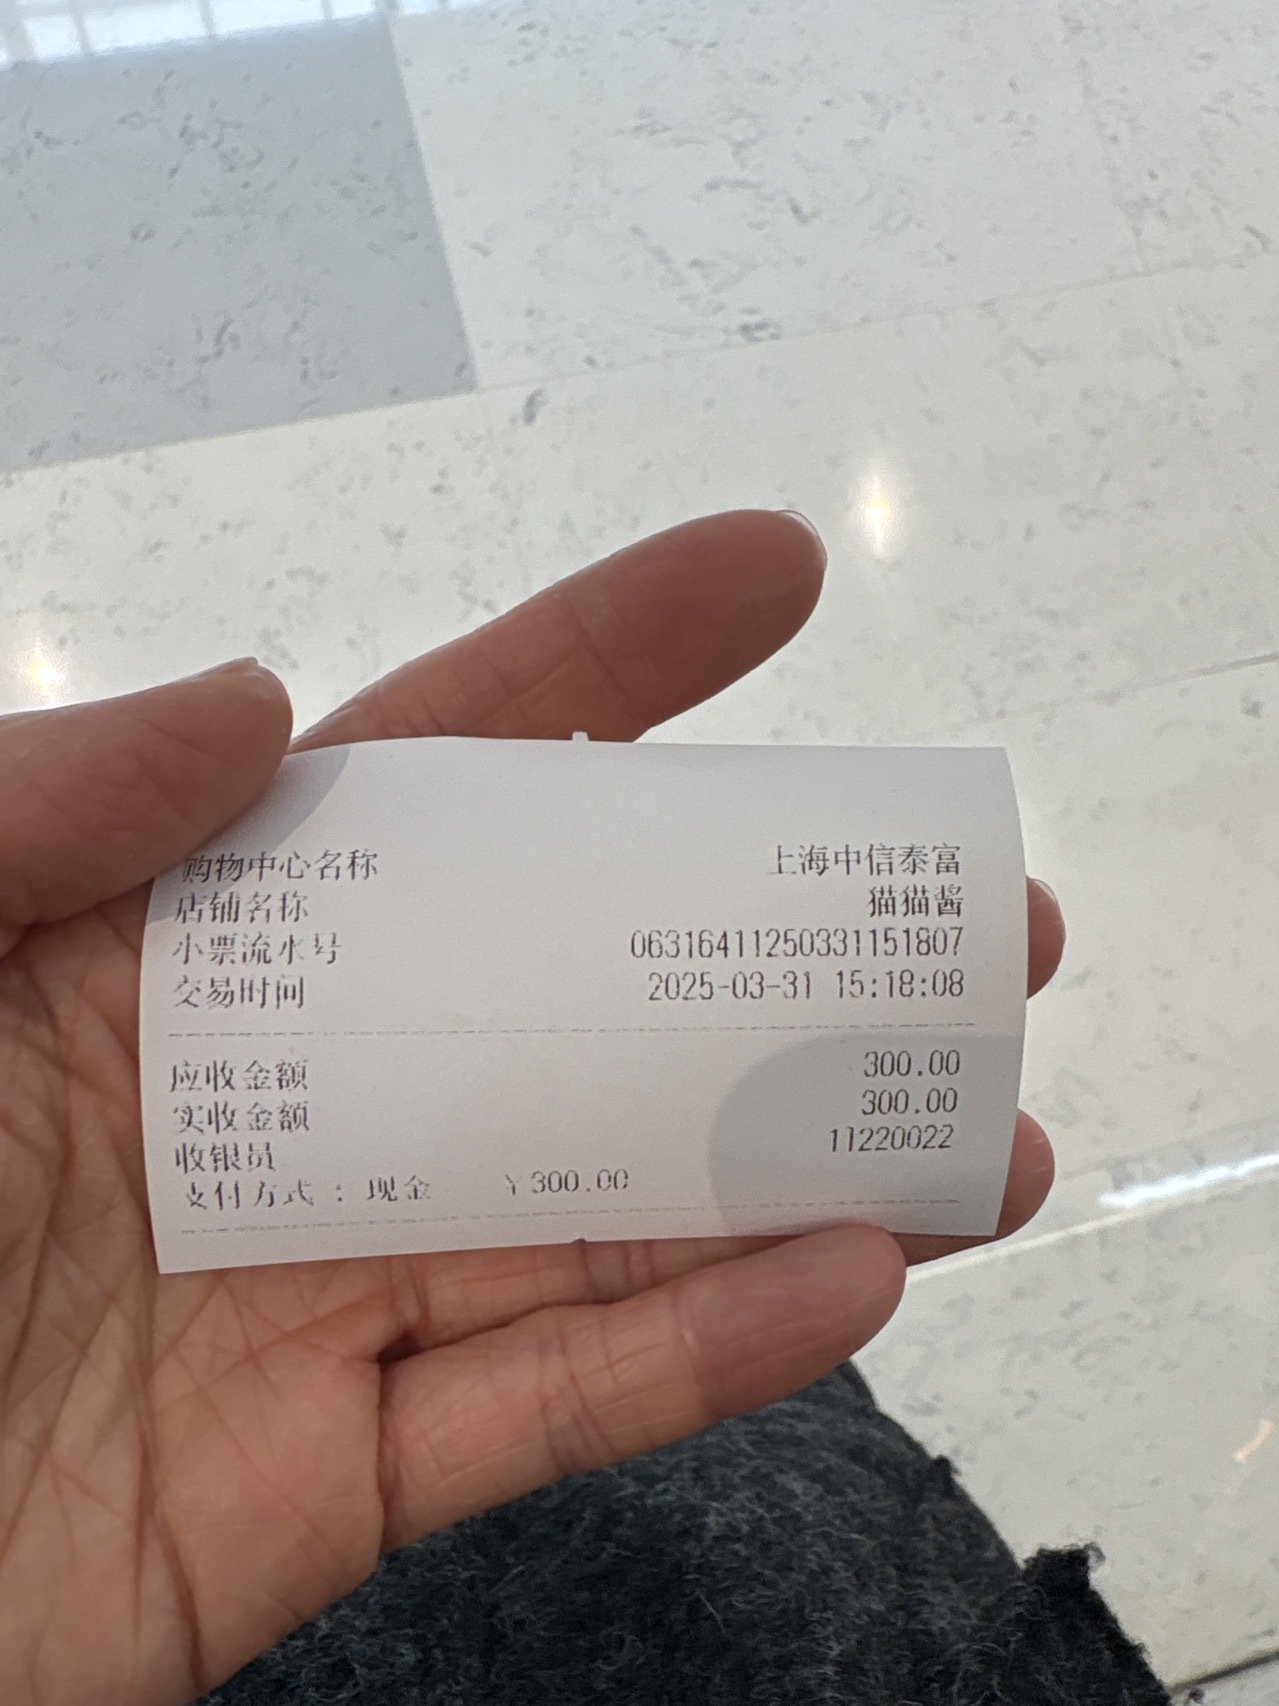 购物中心名称 上海中信泰富
店铺名称 猫猫酱
小票流水号 06316411250331151807
交易时间 2025-03-31 15:18:08
应收金额 300.00
实收金额 300.00
收银员 11220022
支付方式 : 现金 ¥300.00